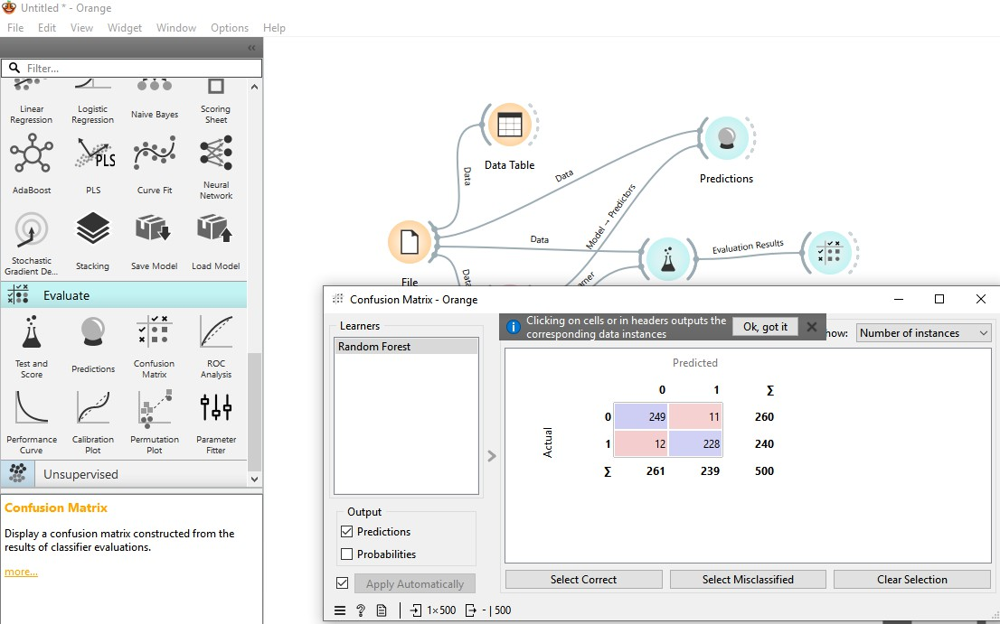 Untitled * - Orange
File Edit View Widget Window Options Help
Filter...
Linear Regression
Logistic Regression
Naive Bayes
Scoring Sheet
AdaBoost
PLS
PLS
Curve Fit
Neural Network
Stochastic Gradient De...
Stacking
Save Model
Load Model
Evaluate
Test and Score
Predictions
Confusion Matrix
ROC Analysis
Performance Curve
Calibration Plot
Permutation Plot
Parameter Fitter
Unsupervised
Confusion Matrix
Display a confusion matrix constructed from the
results of classifier evaluations.
more...
Data Table
Data
Data
Predictions
Model → Predictors
Data
Evaluation Results
File
Data
Confusion Matrix - Orange
Learners
Random Forest
Clicking on cells or in headers outputs the
corresponding data instances
Ok, got it
Number of instances
Predicted
0 1 Σ
Actual
0 249 11 260
1 12 228 240
Σ 261 239 500
Output
Predictions
Probabilities
Apply Automatically
Select Correct
Select Misclassified
Clear Selection
1×500
- | 500